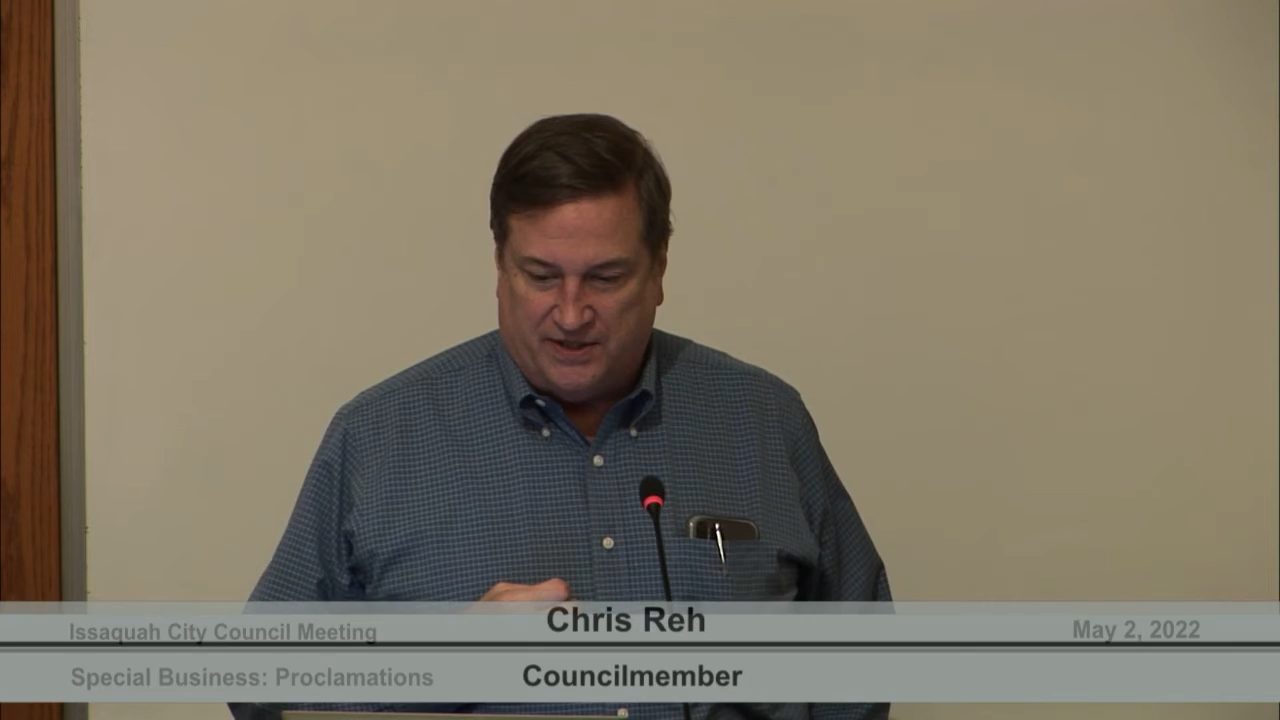 Chris Reh
Issaquah City Council Meeting
May 2, 2022
Special Business: Proclamations
Councilmember